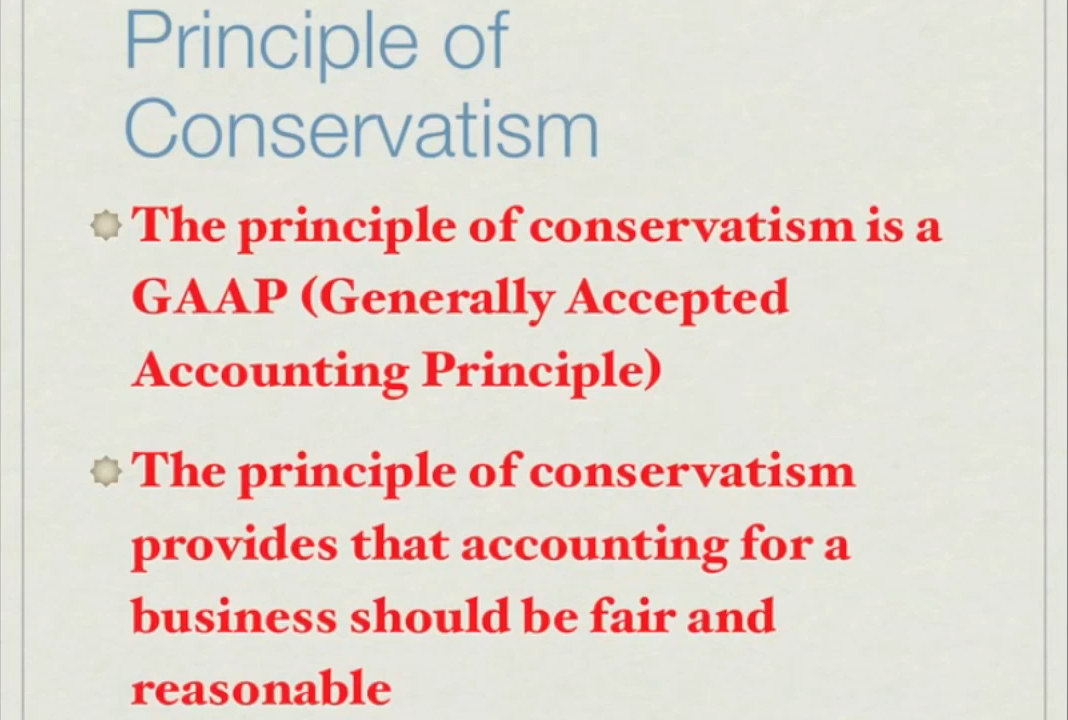 Principle of
Conservatism
The principle of conservatism is a
GAAP (Generally Accepted
Accounting Principle)
The principle of conservatism
provides that accounting for a
business should be fair and
reasonable